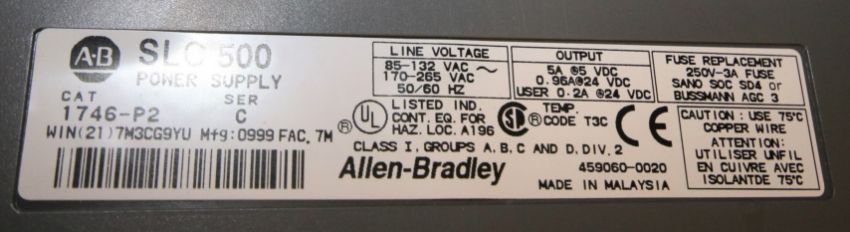 A-B SLC 500
POWER SUPPLY
CAT SER
1746-P2 C
WIN(21)7M3CG9YU Mfg:0999 FAC. 7M
LINE VOLTAGE
85-132 VAC ~
170-265 VAC
50/60 HZ
OUTPUT
5A @5 VDC
0.96A@24 VDC
USER 0.2A @24 VDC
FUSE REPLACEMENT
250V-3A FUSE
SANO SOC SD4 or
BUSSMANN AGC 3
UL ® LISTED IND.
CONT. EQ. FOR
HAZ. LOC. A196
SA ® TEMP.
CODE T3C
CE
CLASS I, GROUPS A, B, C AND D, DIV. 2
Allen-Bradley
459060-0020
MADE IN MALAYSIA
CAUTION : USE 75°C
COPPER WIRE
ATTENTION:
UTILISER UNFIL
EN CUIVRE AVEC
ISOLANTDE 75°C